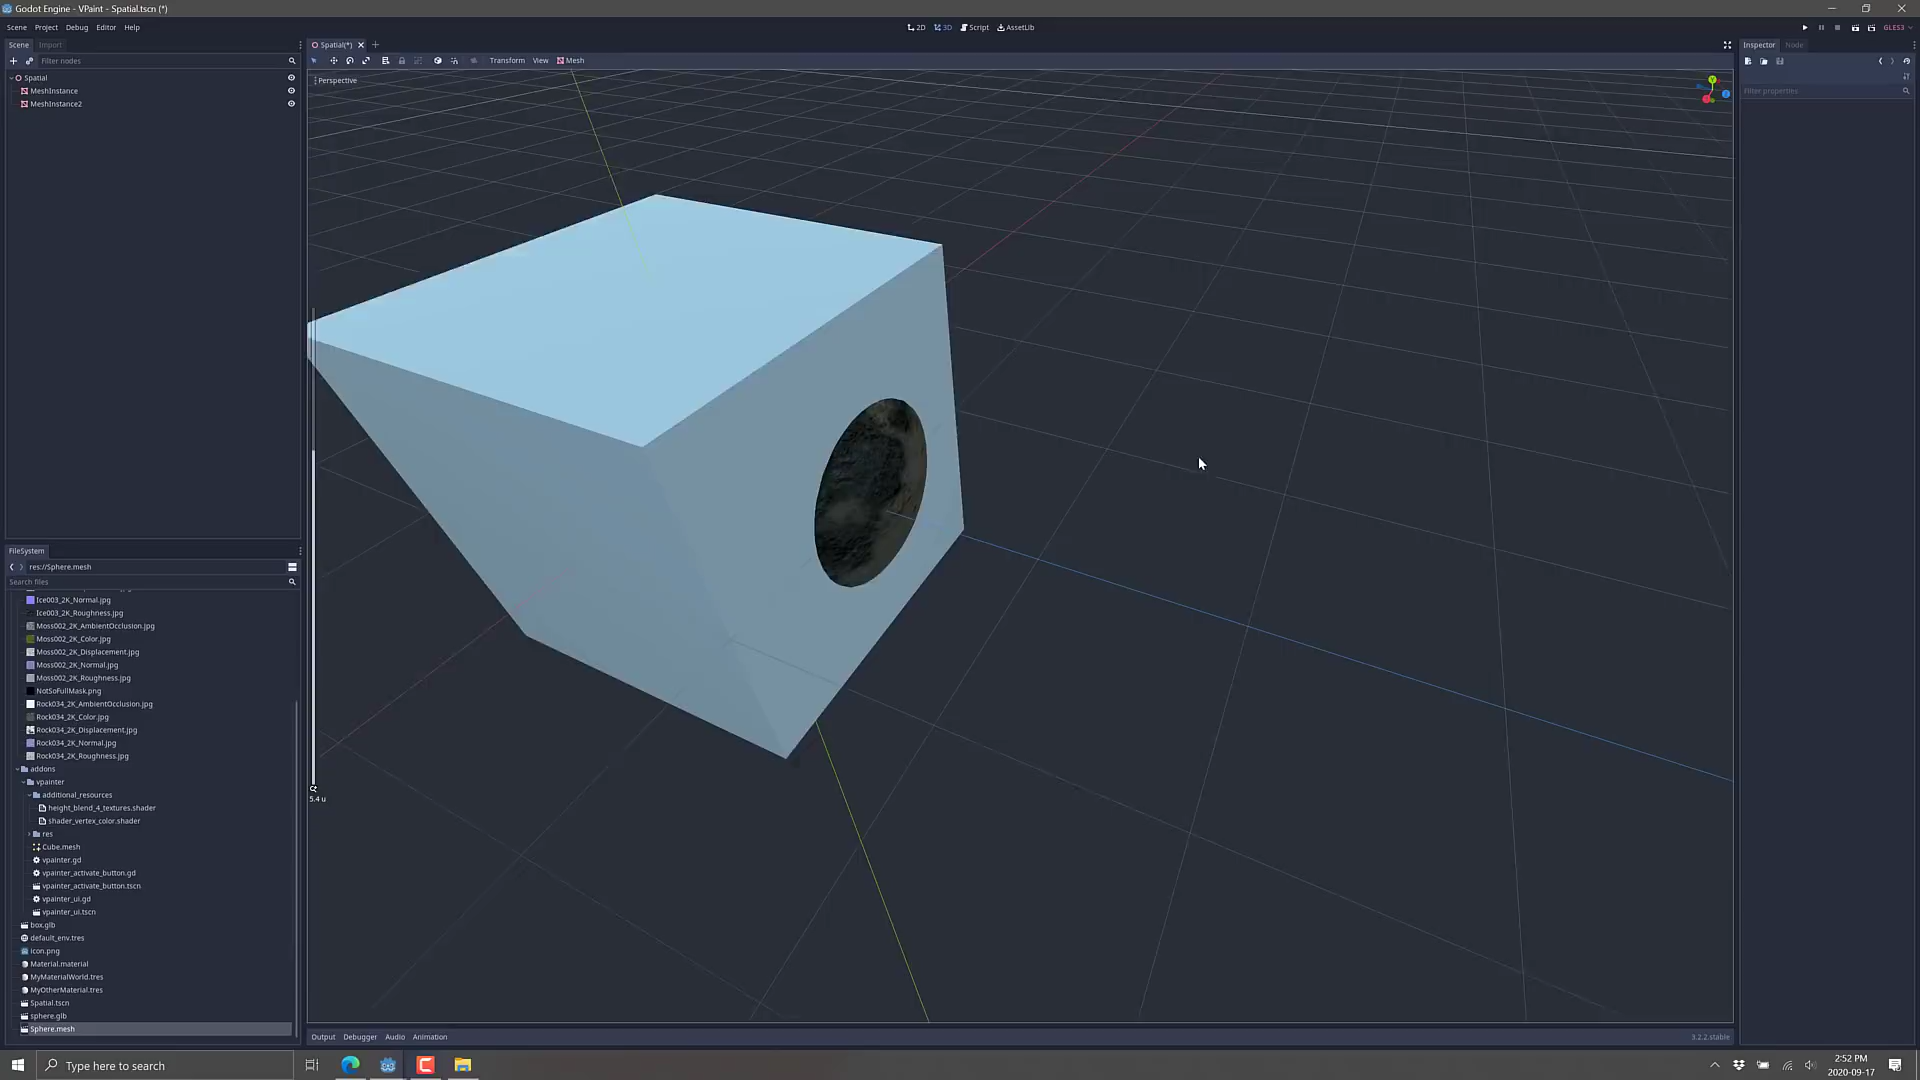 Godot Engine - VPaint - Spatial.tscn (*)
Scene Project Debug Editor Help
2D 3D Script AssetLib
GLES3
Scene Import
Spatial(*)
Inspector Node
Filter nodes
Transform View Mesh
Perspective
Y
Filter properties
Spatial
MeshInstance
MeshInstance2
FileSystem
res://Sphere.mesh
Search files
Ice003_2K_Normal.jpg
Ice003_2K_Roughness.jpg
Moss002_2K_AmbientOcclusion.jpg
Moss002_2K_Color.jpg
Moss002_2K_Displacement.jpg
Moss002_2K_Normal.jpg
Moss002_2K_Roughness.jpg
NotSoFullMask.png
Rock034_2K_AmbientOcclusion.jpg
Rock034_2K_Color.jpg
Rock034_2K_Displacement.jpg
Rock034_2K_Normal.jpg
Rock034_2K_Roughness.jpg
addons
vpainter
additional_resources
height_blend_4_textures.shader
shader_vertex_color.shader
res
Cube.mesh
vpainter.gd
vpainter_activate_button.gd
vpainter_activate_button.tscn
vpainter_ui.gd
vpainter_ui.tscn
box.glb
default_env.tres
icon.png
Material.material
MyMaterialWorld.tres
MyOtherMaterial.tres
Spatial.tscn
sphere.glb
Sphere.mesh
5.4 u
Output Debugger Audio Animation
3.2.2.stable
Type here to search
2:52 PM
2020-09-17